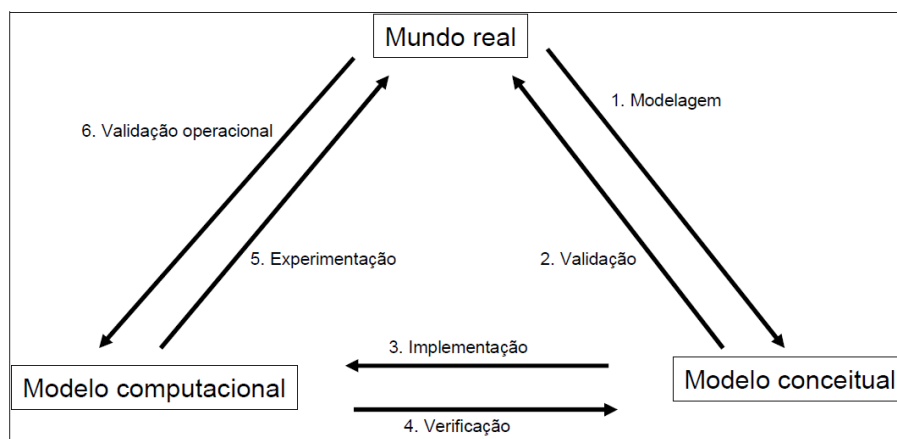 Mundo real
1. Modelagem
6. Validação operacional
5. Experimentação
2. Validação
3. Implementação
Modelo computacional
Modelo conceitual
4. Verificação